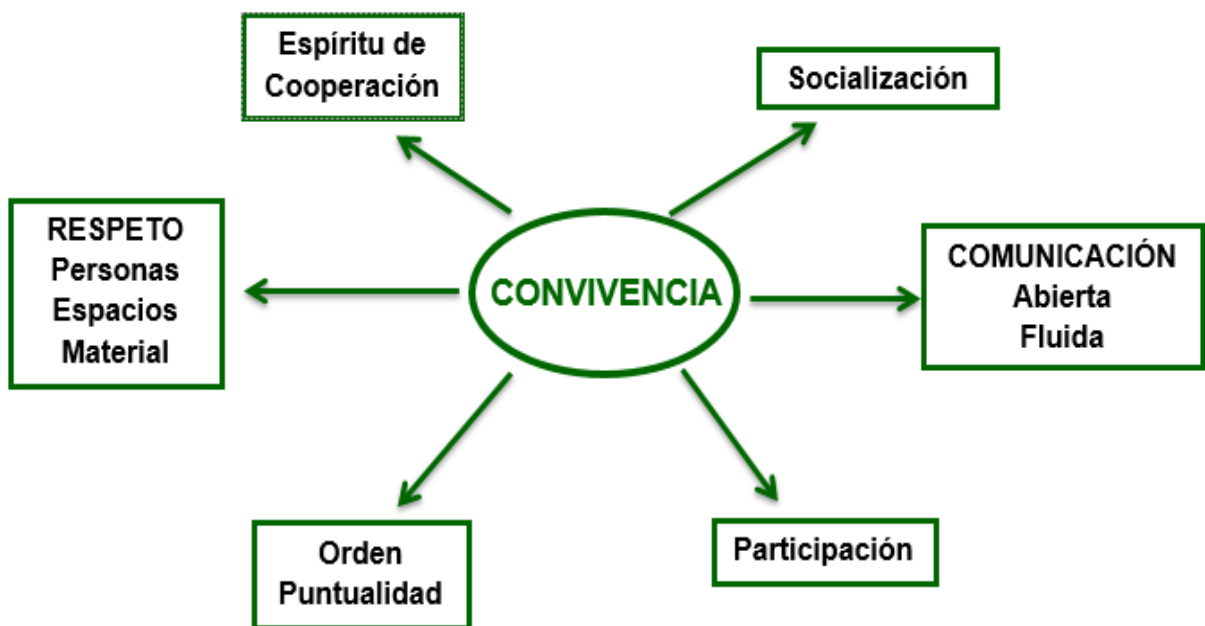 Espíritu de
Cooperación
Socialización
RESPETO
Personas
Espacios
Material
CONVIVENCIA
COMUNICACIÓN
Abierta
Fluida
Orden
Puntualidad
Participación